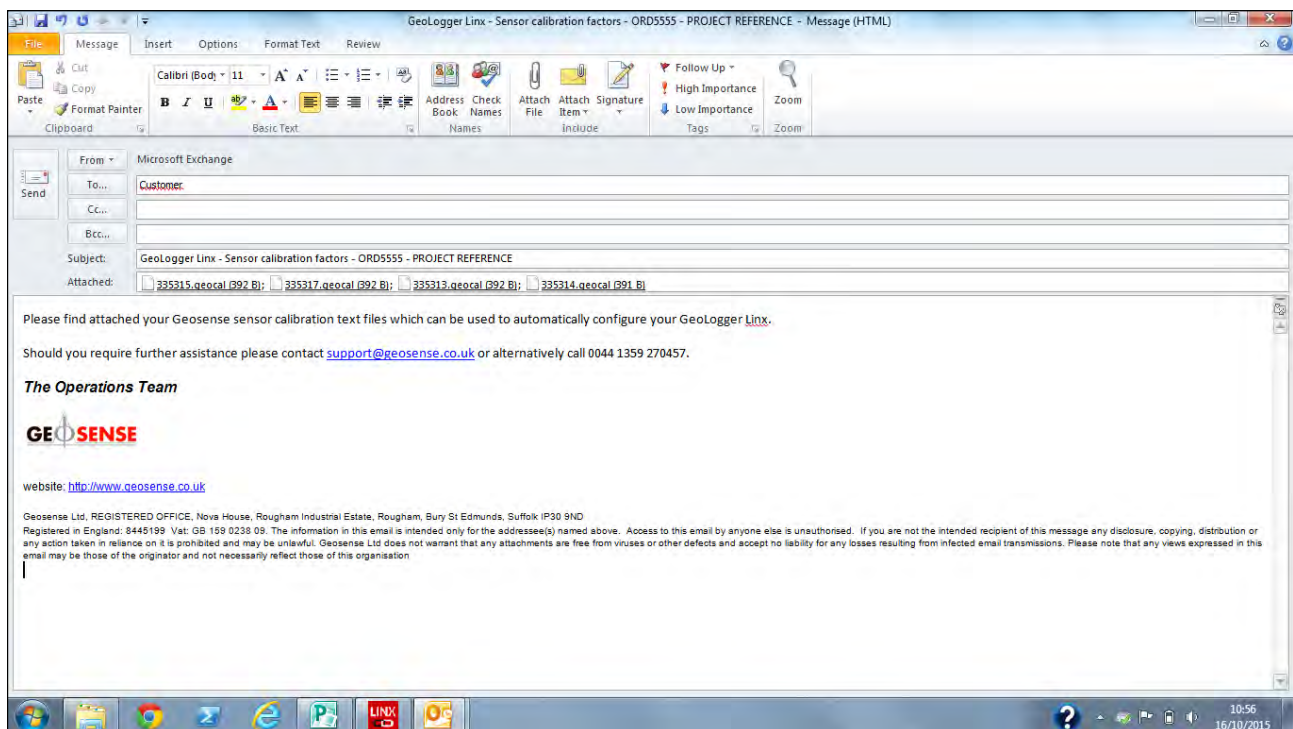 GeoLogger Linx - Sensor calibration factors - ORD5555 - PROJECT REFERENCE - Message (HTML)
File Message Insert Options Format Text Review
Cut
Copy
Paste
Format Painter
Clipboard
Calibri (Body 11
B I U
Basic Text
Address Book
Check Names
Names
Attach File
Attach Item
Signature
Include
Follow Up
High Importance
Low Importance
Tags
Zoom
Zoom
Send
From Microsoft Exchange
To... Customer
Cc...
Bcc...
Subject: GeoLogger Linx - Sensor calibration factors - ORD5555 - PROJECT REFERENCE
Attached: 335315.geocal (392 B); 335317.geocal (392 B); 335313.geocal (392 B); 335314.geocal (391 B)
Please find attached your Geosense sensor calibration text files which can be used to automatically configure your GeoLogger Linx.
Should you require further assistance please contact support@geosense.co.uk or alternatively call 0044 1359 270457.
The Operations Team
GEOSENSE
website: http://www.geosense.co.uk
Geosense Ltd, REGISTERED OFFICE, Nova House, Rougham Industrial Estate, Rougham, Bury St Edmunds, Suffolk IP30 9ND
Registered in England: 8445199 Vat: GB 159 0238 09. The information in this email is intended only for the addressee(s) named above. Access to this email by anyone else is unauthorised. If you are not the intended recipient of this message any disclosure, copying, distribution or
any action taken in reliance on it is prohibited and may be unlawful. Geosense Ltd does not warrant that any attachments are free from viruses or other defects and accept no liability for any losses resulting from infected email transmissions. Please note that any views expressed in this
email may be those of the originator and not necessarily reflect those of this organisation
LINX
10:56
16/10/2015